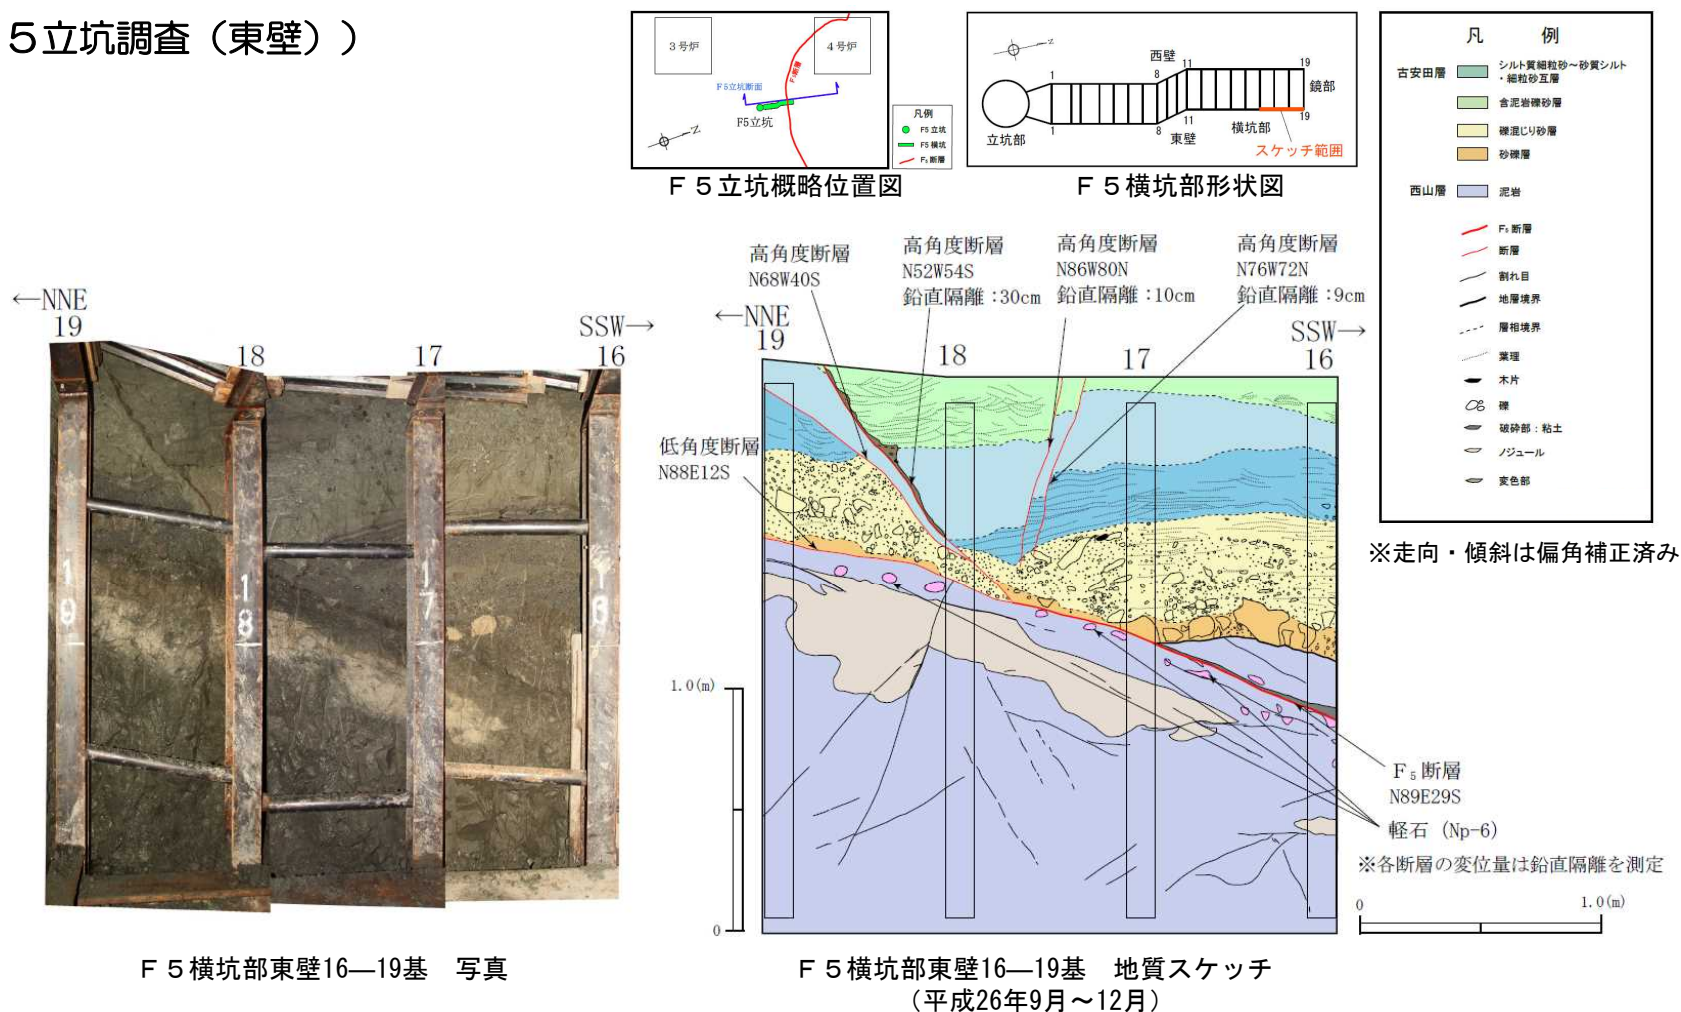 ５立坑調査（東壁））
３号炉
４号炉
F₅断層
F5立坑断面
F5立坑
N
凡例
F5 立坑
F5 横坑
F₅ 断層
Ｆ５立坑概略位置図
N
西壁
1
8
11
19
鏡部
立坑部
1
8
11
19
東壁
横坑部
スケッチ範囲
Ｆ５横坑部形状図
凡　例
古安田層
シルト質細粒砂～砂質シルト
・細粒砂互層
含泥岩礫砂層
礫混じり砂層
砂礫層
西山層
泥岩
F₅ 断層
断層
割れ目
地層境界
層相境界
葉理
木片
礫
破砕部：粘土
ノジュール
変色部
※走向・傾斜は偏角補正済み
←NNE
SSW→
19
18
17
16
19
18
17
16
Ｆ５横坑部東壁16―19基　写真
高角度断層
N68W40S
高角度断層
N52W54S
鉛直隔離：30cm
高角度断層
N86W80N
鉛直隔離：10cm
高角度断層
N76W72N
鉛直隔離：9cm
←NNE
SSW→
19
18
17
16
低角度断層
N88E12S
1.0(m)
0
F₅断層
N89E29S
軽石（Np-6）
※各断層の変位量は鉛直隔離を測定
0
1.0(m)
Ｆ５横坑部東壁16―19基　地質スケッチ
（平成26年9月～12月）